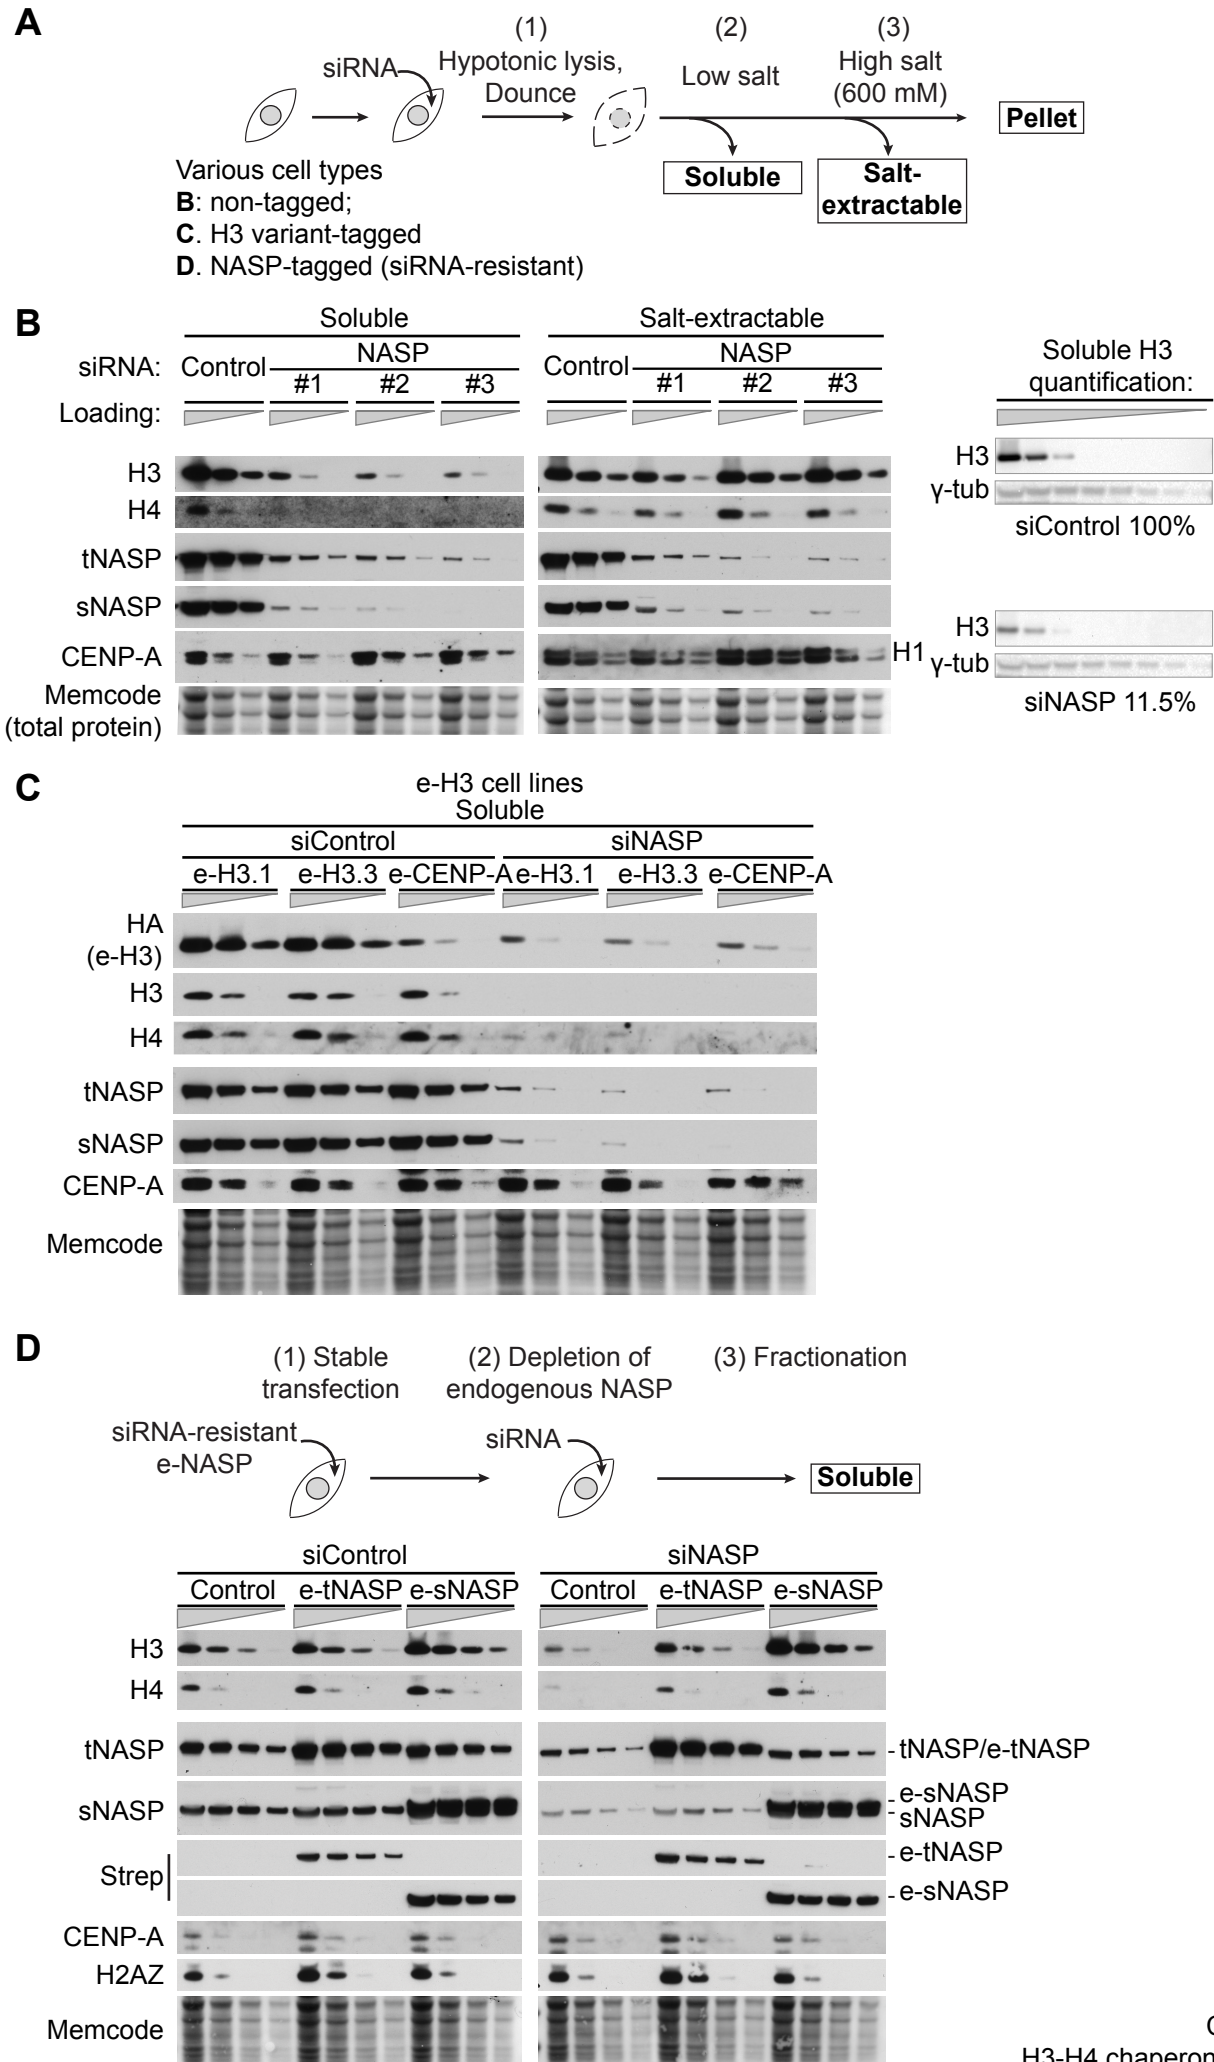 A
(1)
(2)
(3)
siRNA
Hypotonic lysis,
Dounce
Low salt
High salt
(600 mM)
Pellet
Soluble
Salt-
extractable
Various cell types
B: non-tagged;
C. H3 variant-tagged
D. NASP-tagged (siRNA-resistant)
B
Soluble
Salt-extractable
siRNA:
Control
NASP
#1
#2
#3
Control
NASP
#1
#2
#3
Loading:
Soluble H3
quantification:
H3
H4
tNASP
sNASP
CENP-A
H1
Memcode
(total protein)
H3
γ-tub
siControl 100%
H3
γ-tub
siNASP 11.5%
C
e-H3 cell lines
Soluble
siControl
siNASP
e-H3.1
e-H3.3
e-CENP-A
e-H3.1
e-H3.3
e-CENP-A
HA
(e-H3)
H3
H4
tNASP
sNASP
CENP-A
Memcode
D
(1) Stable
transfection
(2) Depletion of
endogenous NASP
(3) Fractionation
siRNA-resistant
e-NASP
siRNA
Soluble
siControl
siNASP
Control
e-tNASP
e-sNASP
Control
e-tNASP
e-sNASP
H3
H4
tNASP
- tNASP/e-tNASP
sNASP
- e-sNASP
- sNASP
Strep
- e-tNASP
- e-sNASP
CENP-A
H2AZ
Memcode
H3-H4 chaperon